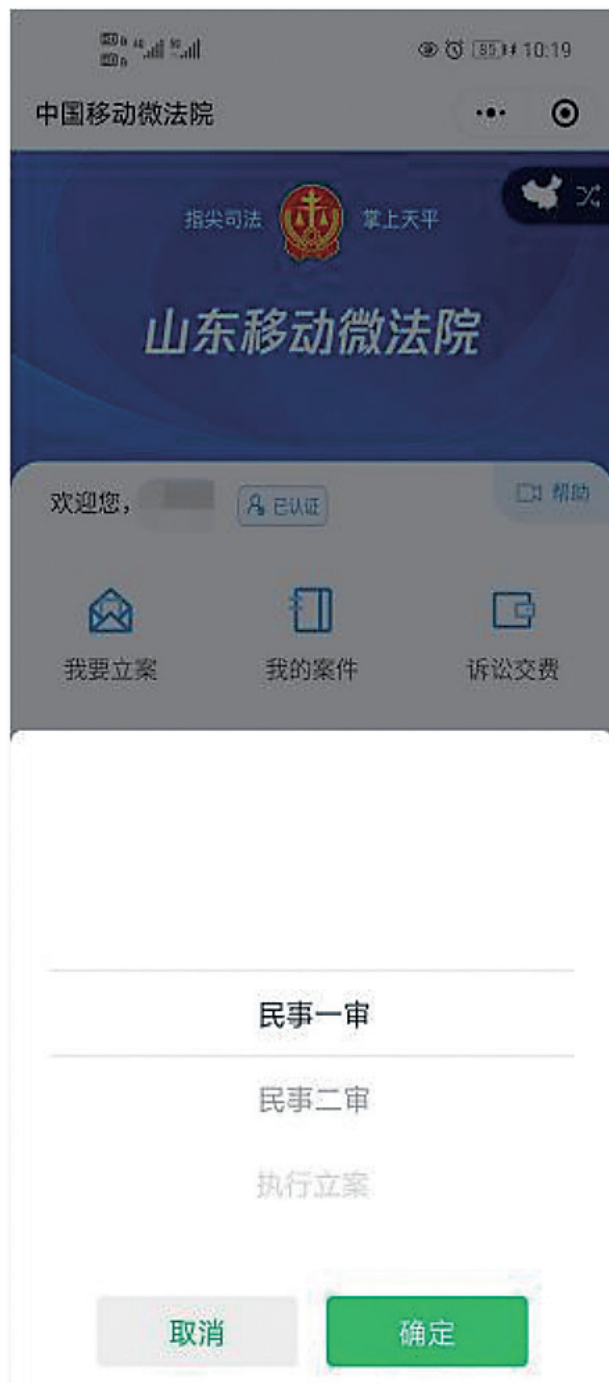 85 10:19
中国移动微法院
指尖司法 掌上天平
山东移动微法院
欢迎您， 已认证 帮助
我要立案 我的案件 诉讼交费
民事一审
民事二审
执行立案
取消 确定